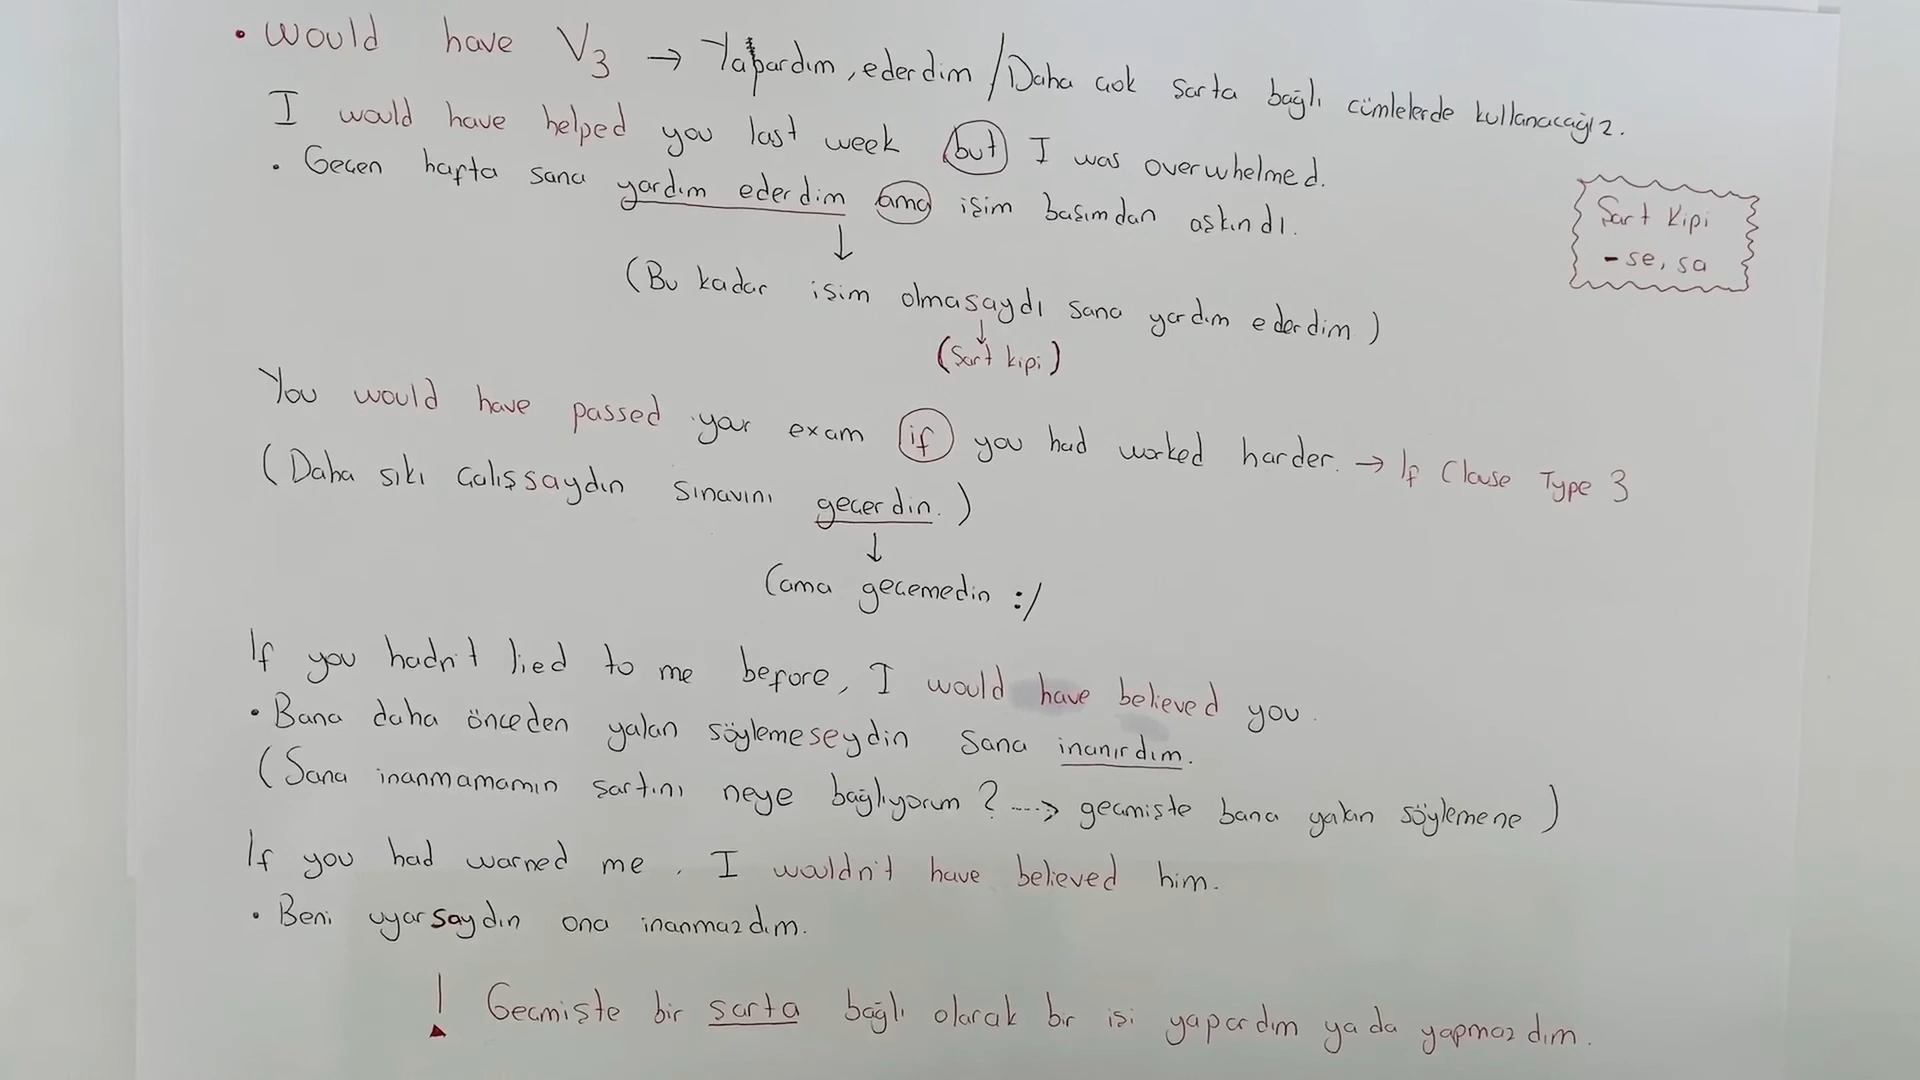 • Would have V3 → Yapardım, ederdim / Daha çok şarta bağlı cümlelerde kullanacağız.
I would have helped you last week but I was overwhelmed.
• Geçen hafta sana yardım ederdim ama işim başımdan aşkındı.
↓
(Bu kadar işim olmasaydı sana yardım ederdim)
↓
(Şart kipi)
Şart Kipi
- se, sa
You would have passed your exam if you had worked harder. → If Clause Type 3
(Daha sıkı çalışsaydın sınavını geçerdin.)
↓
(ama geçemedin :/
If you hadn't lied to me before, I would have believed you.
• Bana daha önceden yalan söylemeseydin sana inanırdım.
(Sana inanmamamın şartını neye bağlıyorum? ....> geçmişte bana yalan söylemene)
If you had warned me, I wouldn't have believed him.
• Beni uyarsaydın ona inanmazdım.
! Geçmişte bir şarta bağlı olarak bir işi yapardım ya da yapmazdım.